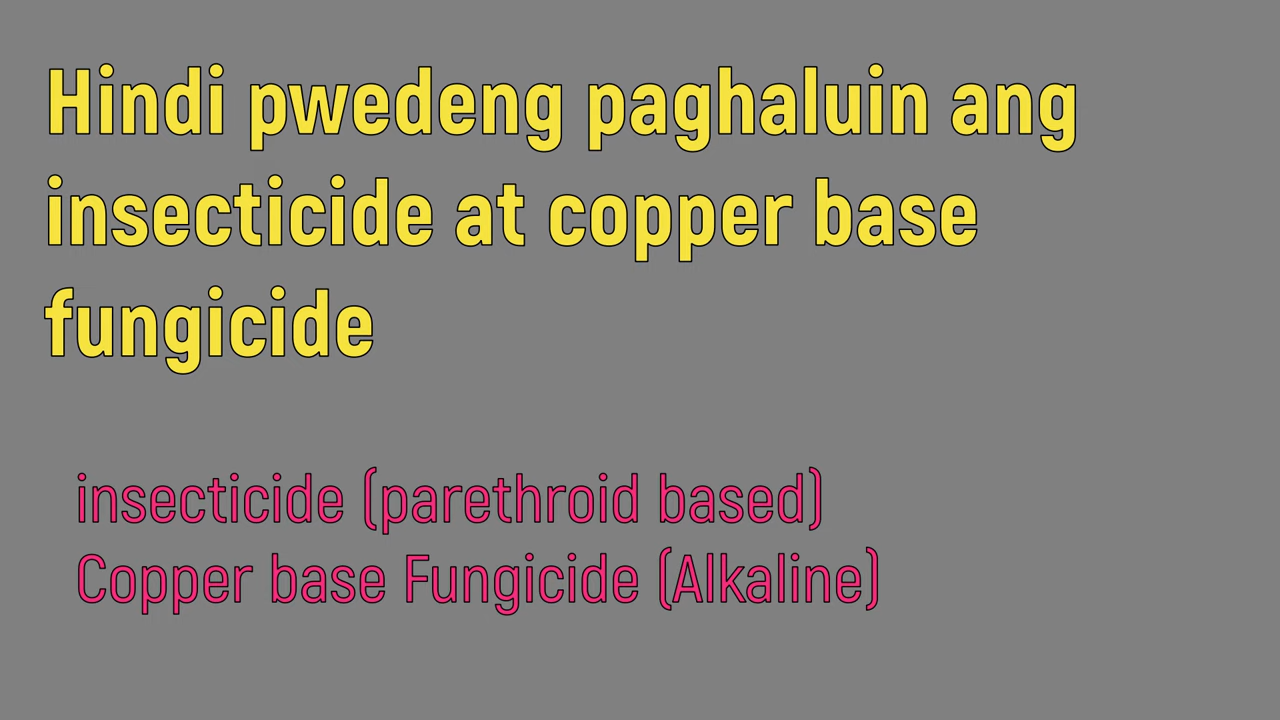 Hindi pwedeng paghaluin ang
insecticide at copper base
fungicide
insecticide (parethroid based)
Copper base Fungicide (Alkaline)